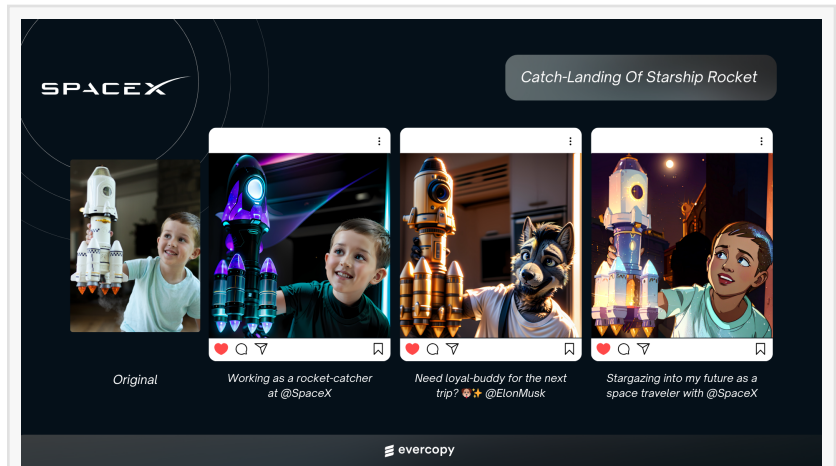 SPACEX
Catch-Landing Of Starship Rocket
Original
Working as a rocket-catcher
at @SpaceX
Need loyal-buddy for the next
trip? 🐶✨ @ElonMusk
Stargazing into my future as a
space traveler with @SpaceX
evercopy